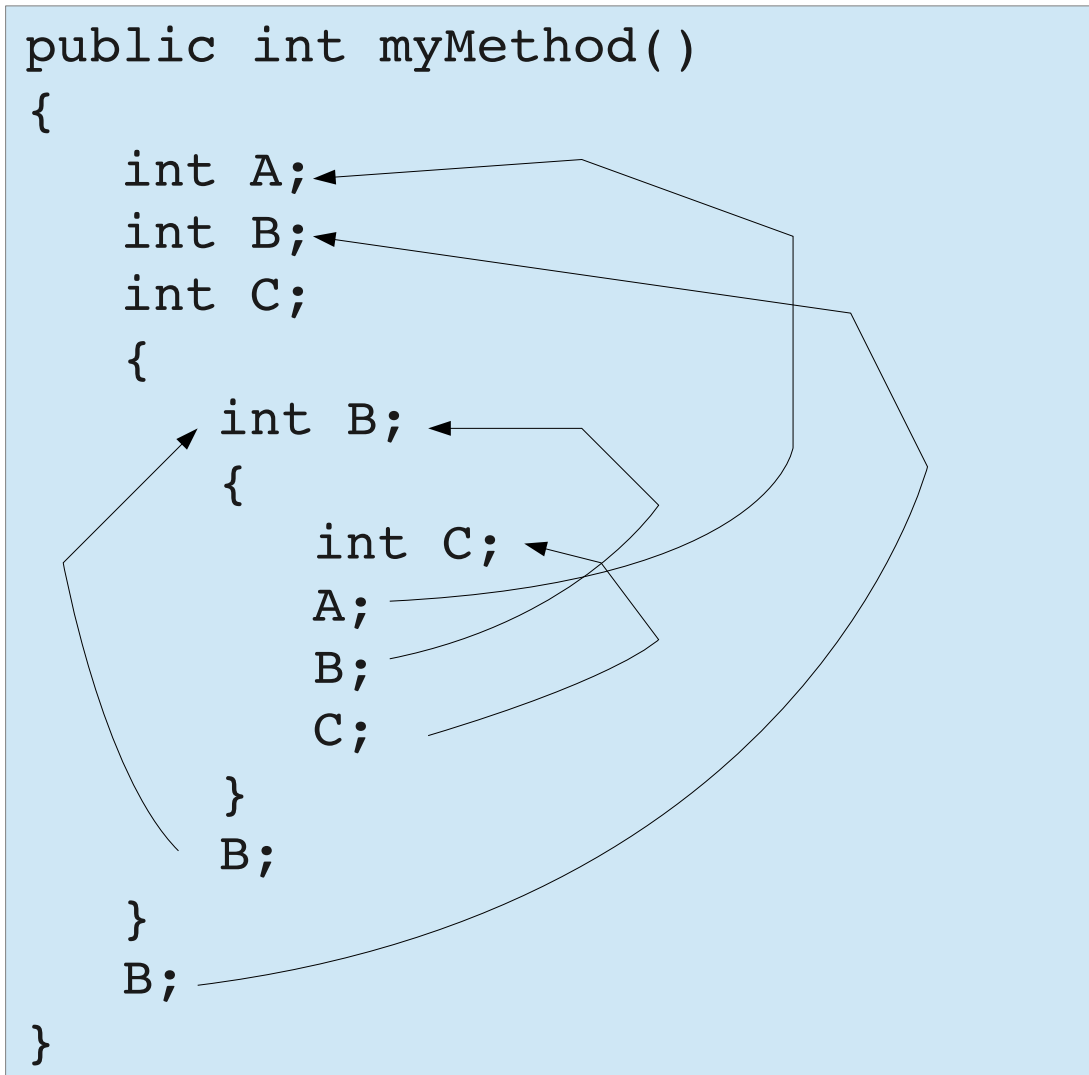 public int myMethod()
{
int A;
int B;
int C;
{
int B;
{
int C;
A;
B;
C;
}
B;
}
B;
}